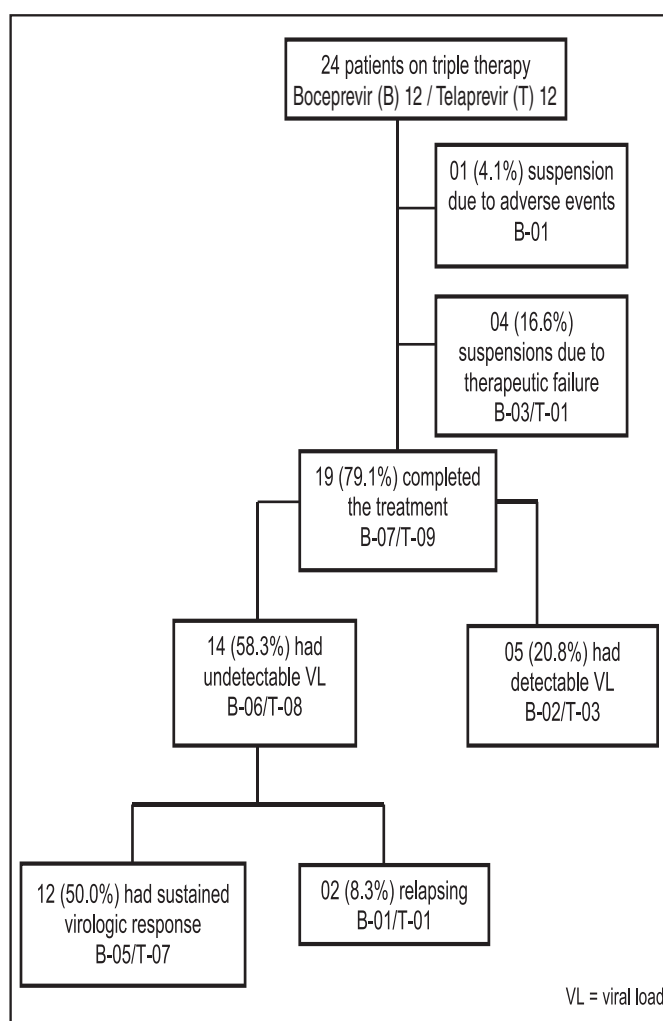 24 patients on triple therapy
Boceprevir (B) 12 / Telaprevir (T) 12
01 (4.1%) suspension
due to adverse events
B-01
04 (16.6%)
suspensions due to
therapeutic failure
B-03/T-01
19 (79.1%) completed
the treatment
B-07/T-09
14 (58.3%) had
undetectable VL
B-06/T-08
05 (20.8%) had
detectable VL
B-02/T-03
12 (50.0%) had sustained
virologic response
B-05/T-07
02 (8.3%) relapsing
B-01/T-01
VL = viral load